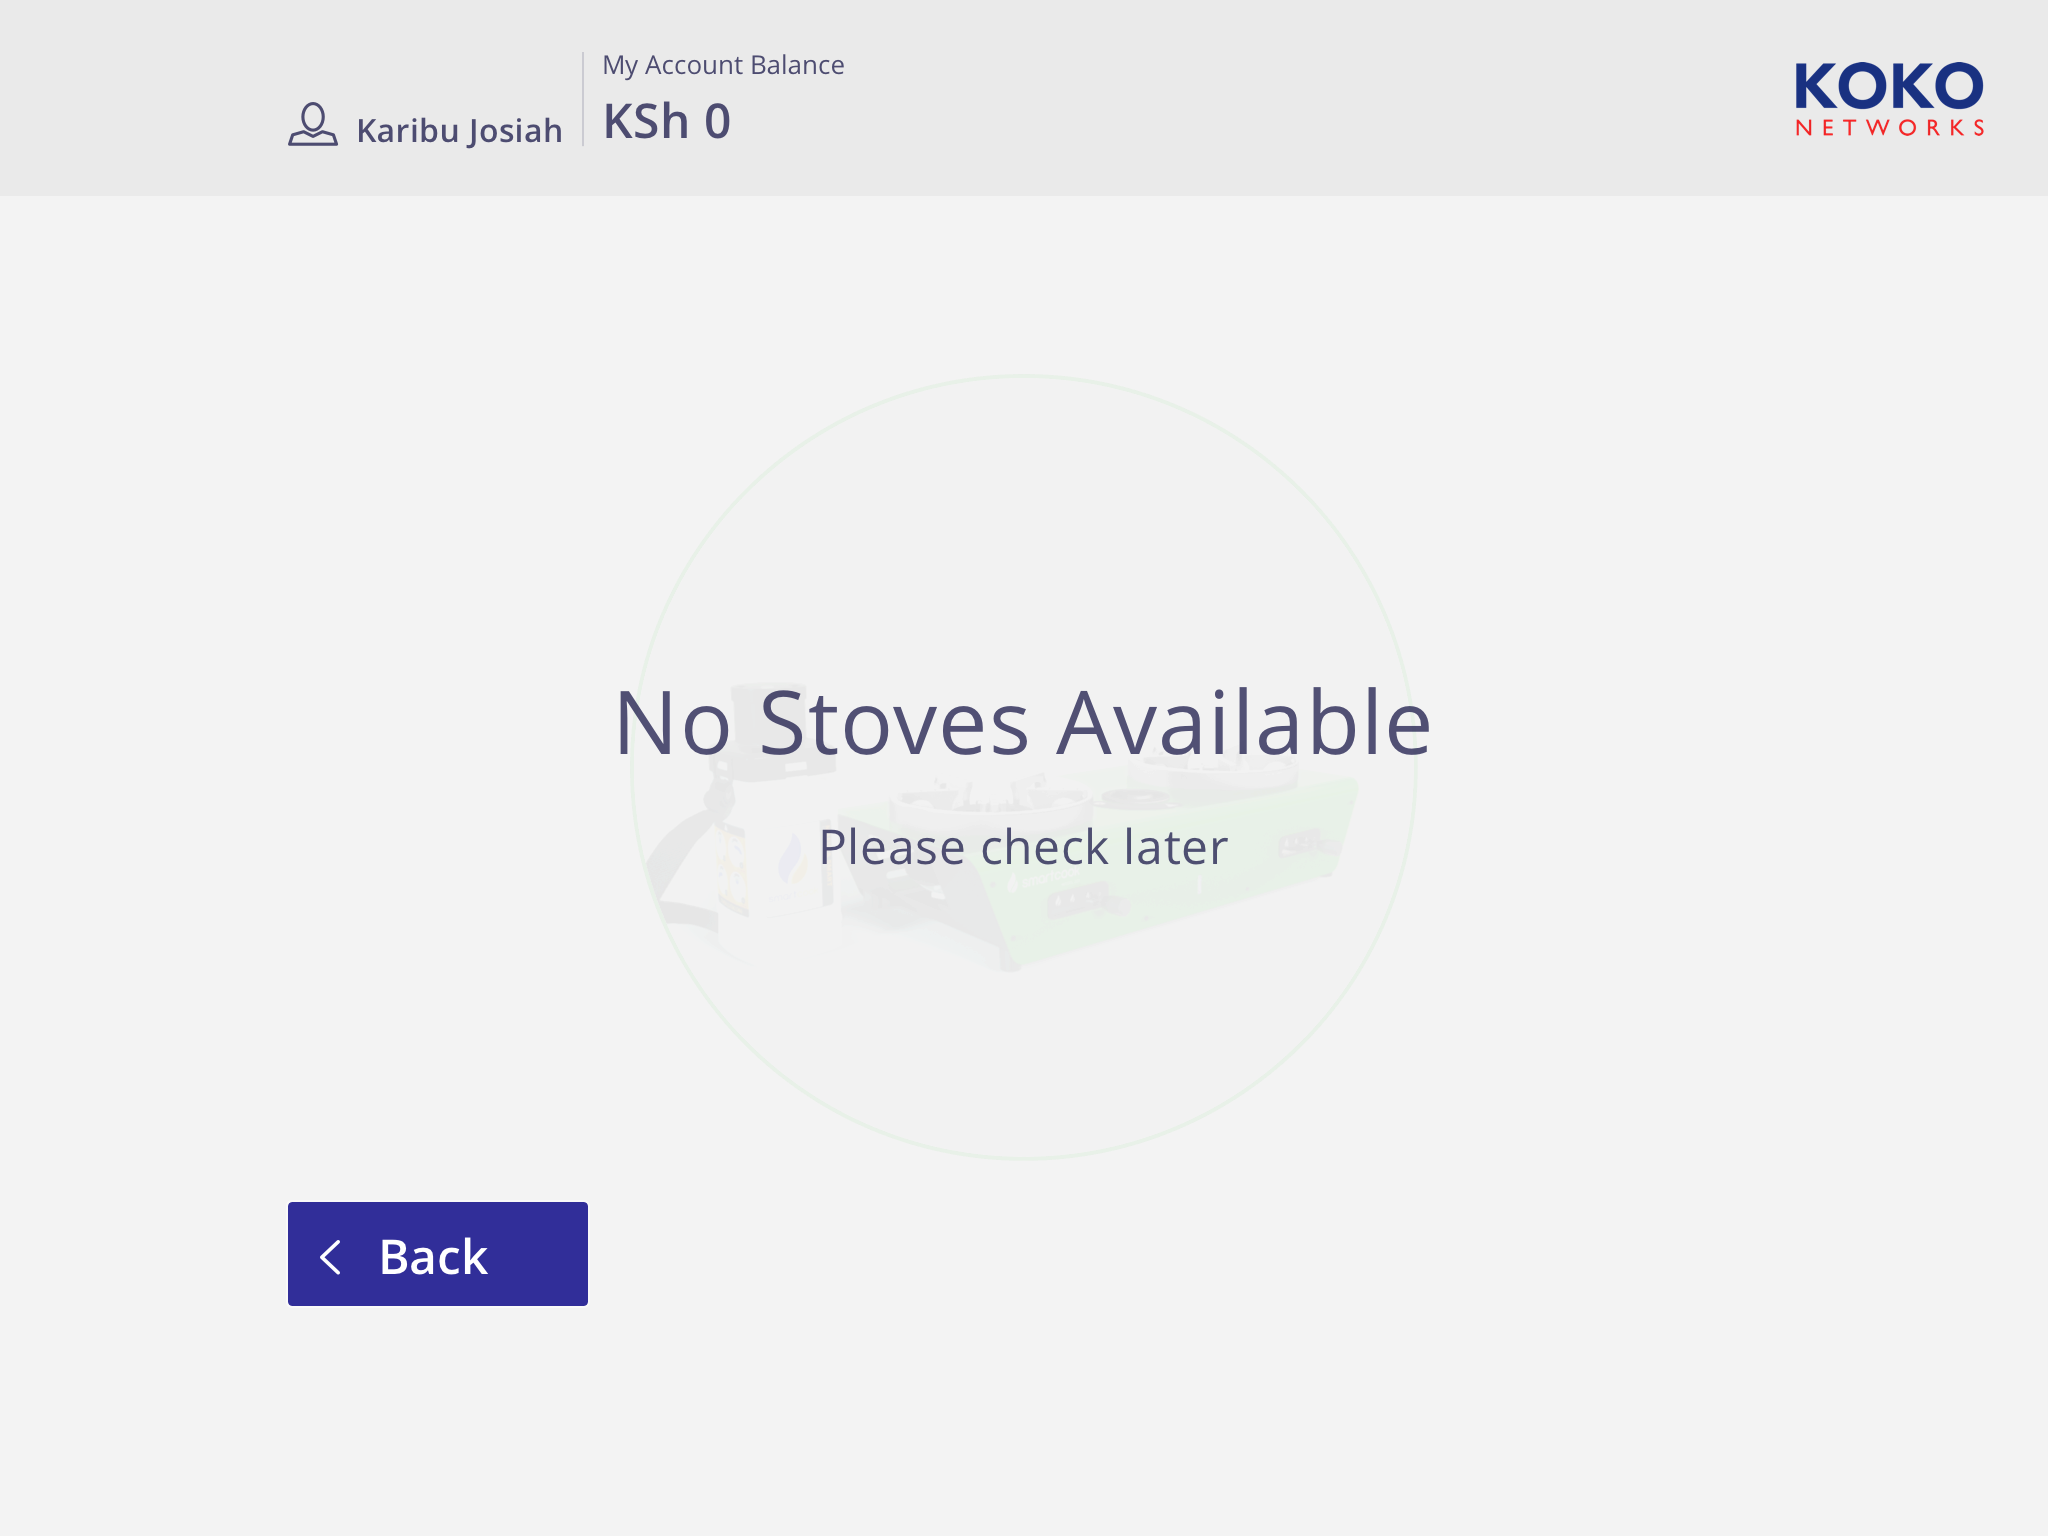 My Account Balance
Karibu Josiah
KSh 0
KOKO
NETWORKS
No Stoves Available
Please check later
Back